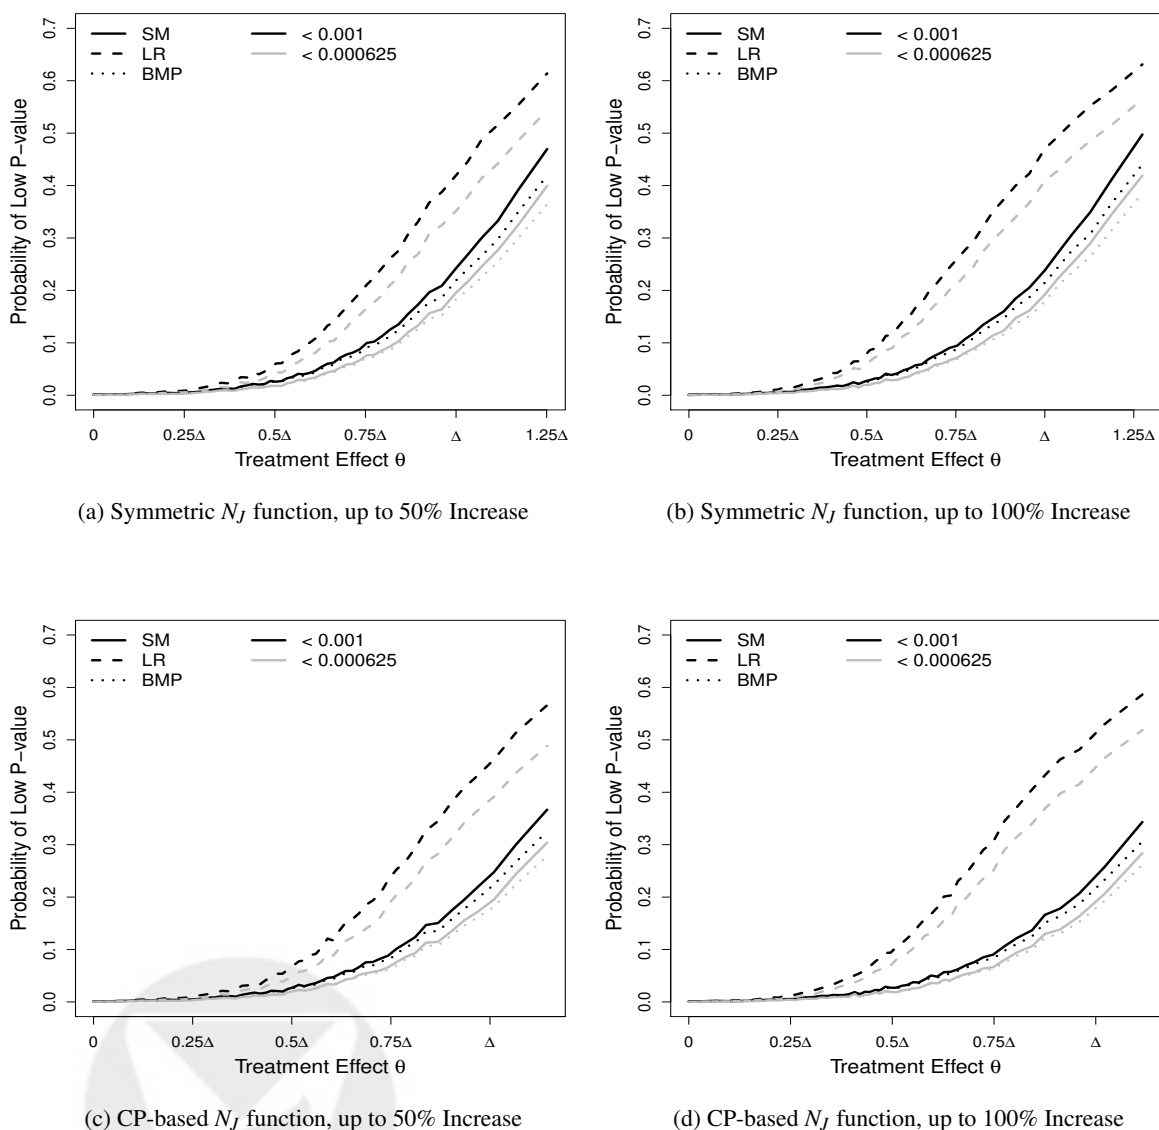 SM < 0.001
LR < 0.000625
BMP
Probability of Low P−value
0.0 0.1 0.2 0.3 0.4 0.5 0.6 0.7
0 0.25Δ 0.5Δ 0.75Δ Δ 1.25Δ
Treatment Effect θ
(a) Symmetric N_J function, up to 50% Increase
SM < 0.001
LR < 0.000625
BMP
Probability of Low P−value
0.0 0.1 0.2 0.3 0.4 0.5 0.6 0.7
0 0.25Δ 0.5Δ 0.75Δ Δ 1.25Δ
Treatment Effect θ
(b) Symmetric N_J function, up to 100% Increase
SM < 0.001
LR < 0.000625
BMP
Probability of Low P−value
0.0 0.1 0.2 0.3 0.4 0.5 0.6 0.7
0 0.25Δ 0.5Δ 0.75Δ Δ
Treatment Effect θ
(c) CP-based N_J function, up to 50% Increase
SM < 0.001
LR < 0.000625
BMP
Probability of Low P−value
0.0 0.1 0.2 0.3 0.4 0.5 0.6 0.7
0 0.25Δ 0.5Δ 0.75Δ Δ
Treatment Effect θ
(d) CP-based N_J function, up to 100% Increase